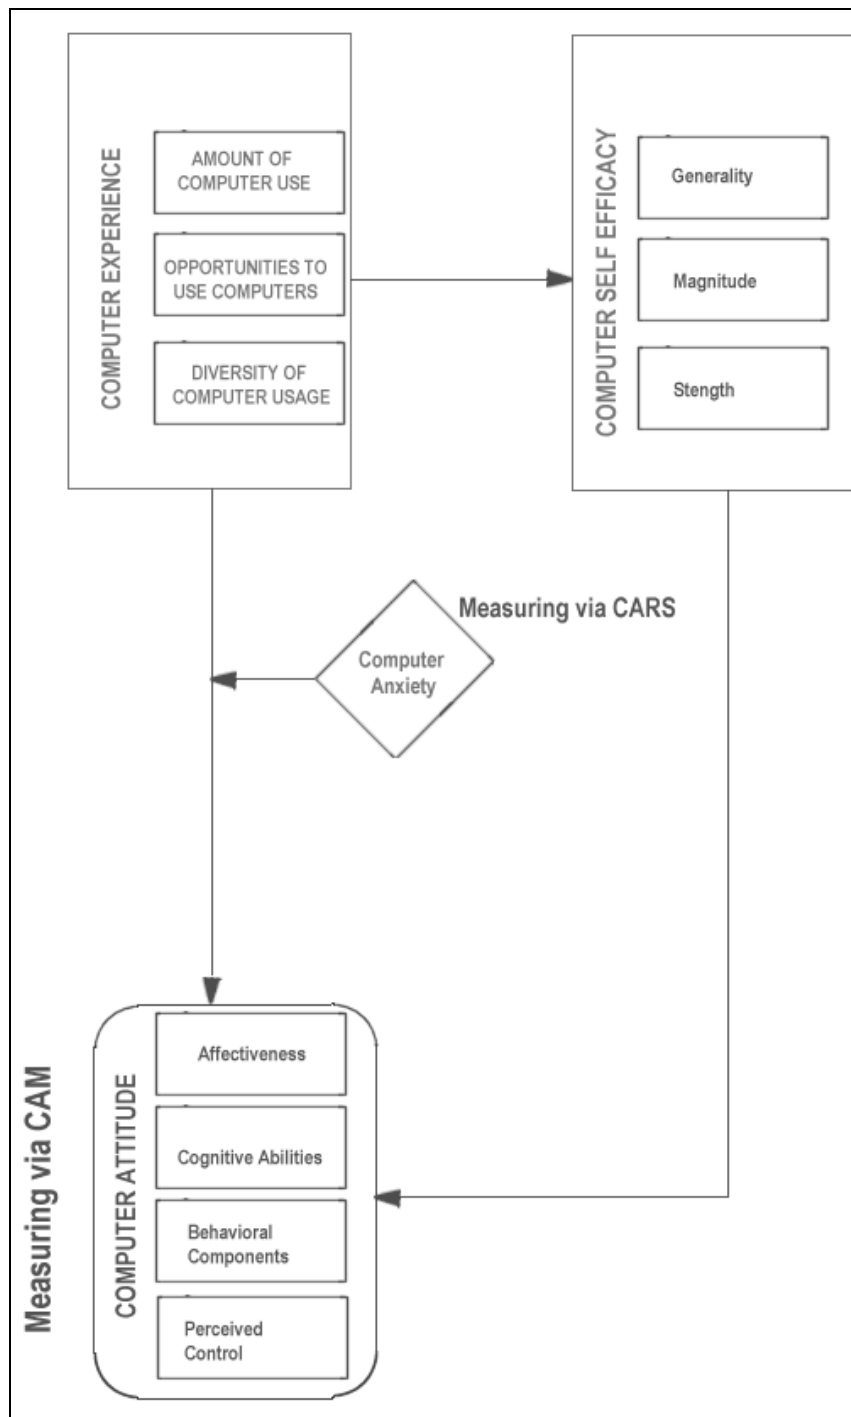 COMPUTER EXPERIENCE
AMOUNT OF
COMPUTER USE
OPPORTUNITIES TO
USE COMPUTERS
DIVERSITY OF
COMPUTER USAGE
COMPUTER SELF EFFICACY
Generality
Magnitude
Stength
Measuring via CARS
Computer
Anxiety
Measuring via CAM
COMPUTER ATTITUDE
Affectiveness
Cognitive Abilities
Behavioral
Components
Perceived
Control